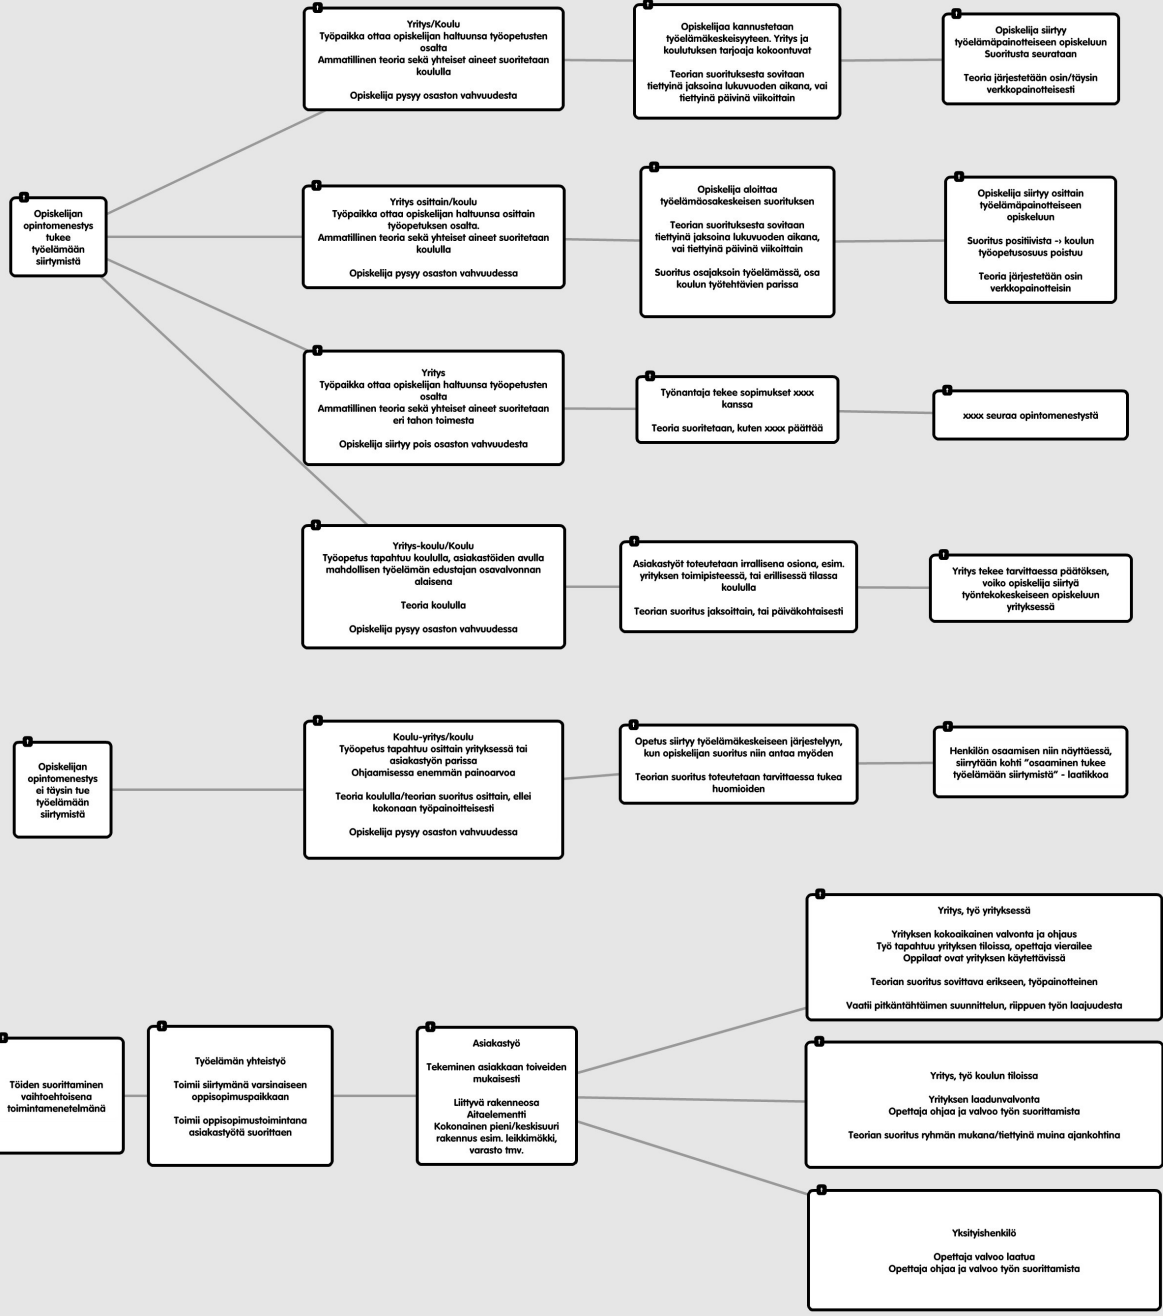 Opiskelijan
opintomenestys
tukee
työelämään
siirtymistä
Yritys/Koulu
Työpaikka ottaa opiskelijan haltuunsa työopetusten
osalta
Ammatillinen teoria sekä yhteiset aineet suoritetaan
koululla
Opiskelija pysyy osaston vahvuudesta
Opiskelijaa kannustetaan
työelämäkeskeisyyteen. Yritys ja
koulutuksen tarjoaja kokoontuvat
Teorian suorituksesta sovitaan
tiettyinä jaksoina lukuvuoden aikana, vai
tiettyinä päivinä viikoittain
Opiskelija siirtyy
työelämäpainotteiseen opiskeluun
Suoritusta seurataan
Teoria järjestetään osin/täysin
verkkopainotteisesti
Yritys osittain/koulu
Työpaikka ottaa opiskelijan haltuunsa osittain
työopetuksen osalta.
Ammatillinen teoria sekä yhteiset aineet suoritetaan
koululla
Opiskelija pysyy osaston vahvuudessa
Opiskelija aloittaa
työelämäosakeskeisen suorituksen
Teorian suorituksesta sovitaan
tiettyinä jaksoina lukuvuoden aikana,
vai tiettyinä päivinä viikoittain
Suoritus osajaksoin työelämässä, osa
koulun työtehtävien parissa
Opiskelija siirtyy osittain
työelämäpainotteiseen
opiskeluun
Suoritus positiivista -› koulun
työopetusosuus poistuu
Teoria järjestetään osin
verkkopainotteisin
Yritys
Työpaikka ottaa opiskelijan haltuunsa työopetusten
osalta
Ammatillinen teoria sekä yhteiset aineet suoritetaan
eri tahon toimesta
Opiskelija siirtyy pois osaston vahvuudesta
Työnantaja tekee sopimukset xxxx
kanssa
Teoria suoritetaan, kuten xxxx päättää
xxxx seuraa opintomenestystä
Yritys-koulu/Koulu
Työopetus tapahtuu koululla, asiakastöiden avulla
mahdollisen työelämän edustajan osavalvonnan
alaisena
Teoria koululla
Opiskelija pysyy osaston vahvuudessa
Asiakastyöt toteutetaan irrallisena osiona, esim.
yrityksen toimipisteessä, tai erillisessä tilassa
koululla
Teorian suoritus jaksoittain, tai päiväkohtaisesti
Yritys tekee tarvittaessa päätöksen,
voiko opiskelija siirtyä
työntekokeskeiseen opiskeluun
yrityksessä
Opiskelijan
opintomenestys
ei täysin tue
työelämään
siirtymistä
Koulu-yritys/koulu
Työopetus tapahtuu osittain yrityksessä tai
asiakastyön parissa
Ohjaamisessa enemmän painoarvoa
Teoria koululla/teorian suoritus osittain, ellei
kokonaan työpainoitteisesti
Opiskelija pysyy osaston vahvuudessa
Opetus siirtyy työelämäkeskeiseen järjestelyyn,
kun opiskelijan suoritus niin antaa myöden
Teorian suoritus toteutetaan tarvittaessa tukea
huomioiden
Henkilön osaamisen niin näyttäessä,
siirrytään kohti "osaaminen tukee
työelämään siirtymistä" - laatikkoa
Töiden suorittaminen
vaihtoehtoisena
toimintamenetelmänä
Työelämän yhteistyö
Toimii siirtymänä varsinaiseen
oppisopimuspaikkaan
Toimii oppisopimustoimintana
asiakastyötä suorittaen
Asiakastyö
Tekeminen asiakkaan toiveiden
mukaisesti
Liittyvä rakenneosa
Aitaelementti
Kokonainen pieni/keskisuuri
rakennus esim. leikkimökki,
varasto tmv.
Yritys, työ yrityksessä
Yrityksen kokoaikainen valvonta ja ohjaus
Työ tapahtuu yrityksen tiloissa, opettaja vierailee
Oppilaat ovat yrityksen käytettävissä
Teorian suoritus sovittava erikseen, työpainotteinen
Vaatii pitkäntähtäimen suunnittelun, riippuen työn laajuudesta
Yritys, työ koulun tiloissa
Yrityksen laadunvalvonta
Opettaja ohjaa ja valvoo työn suorittamista
Teorian suoritus ryhmän mukana/tiettyinä muina ajankohtina
Yksityishenkilö
Opettaja valvoo laatua
Opettaja ohjaa ja valvoo työn suorittamista